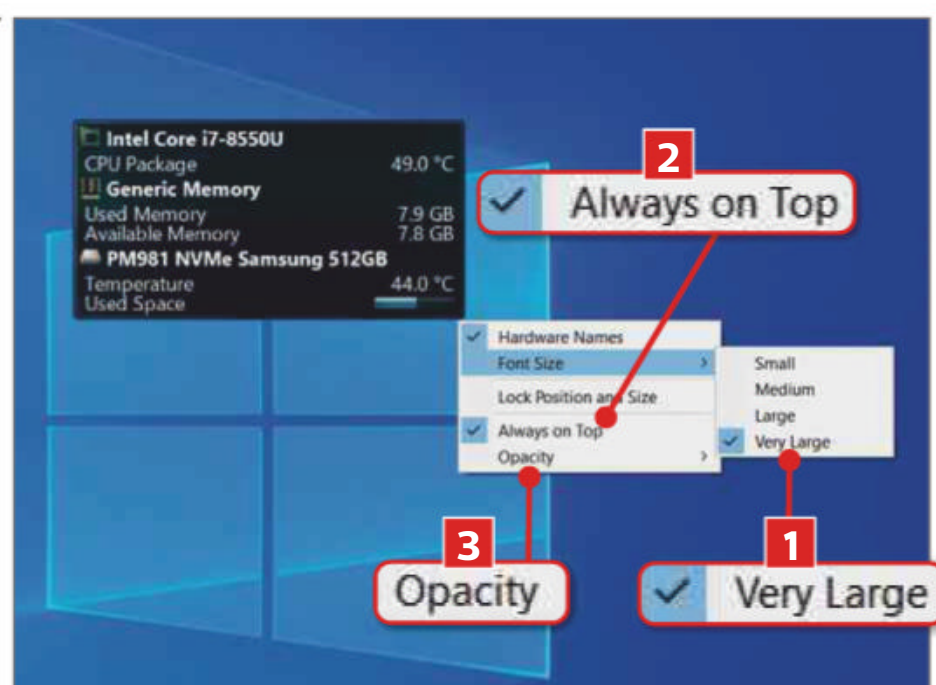 Intel Core i7-8550U
CPU Package 49.0 °C
Generic Memory
Used Memory 7.9 GB
Available Memory 7.8 GB
PM981 NVMe Samsung 512GB
Temperature 44.0 °C
Used Space
2
Always on Top
Hardware Names
Font Size
Lock Position and Size
Always on Top
Opacity
Small
Medium
Large
Very Large
3
Opacity
1
Very Large